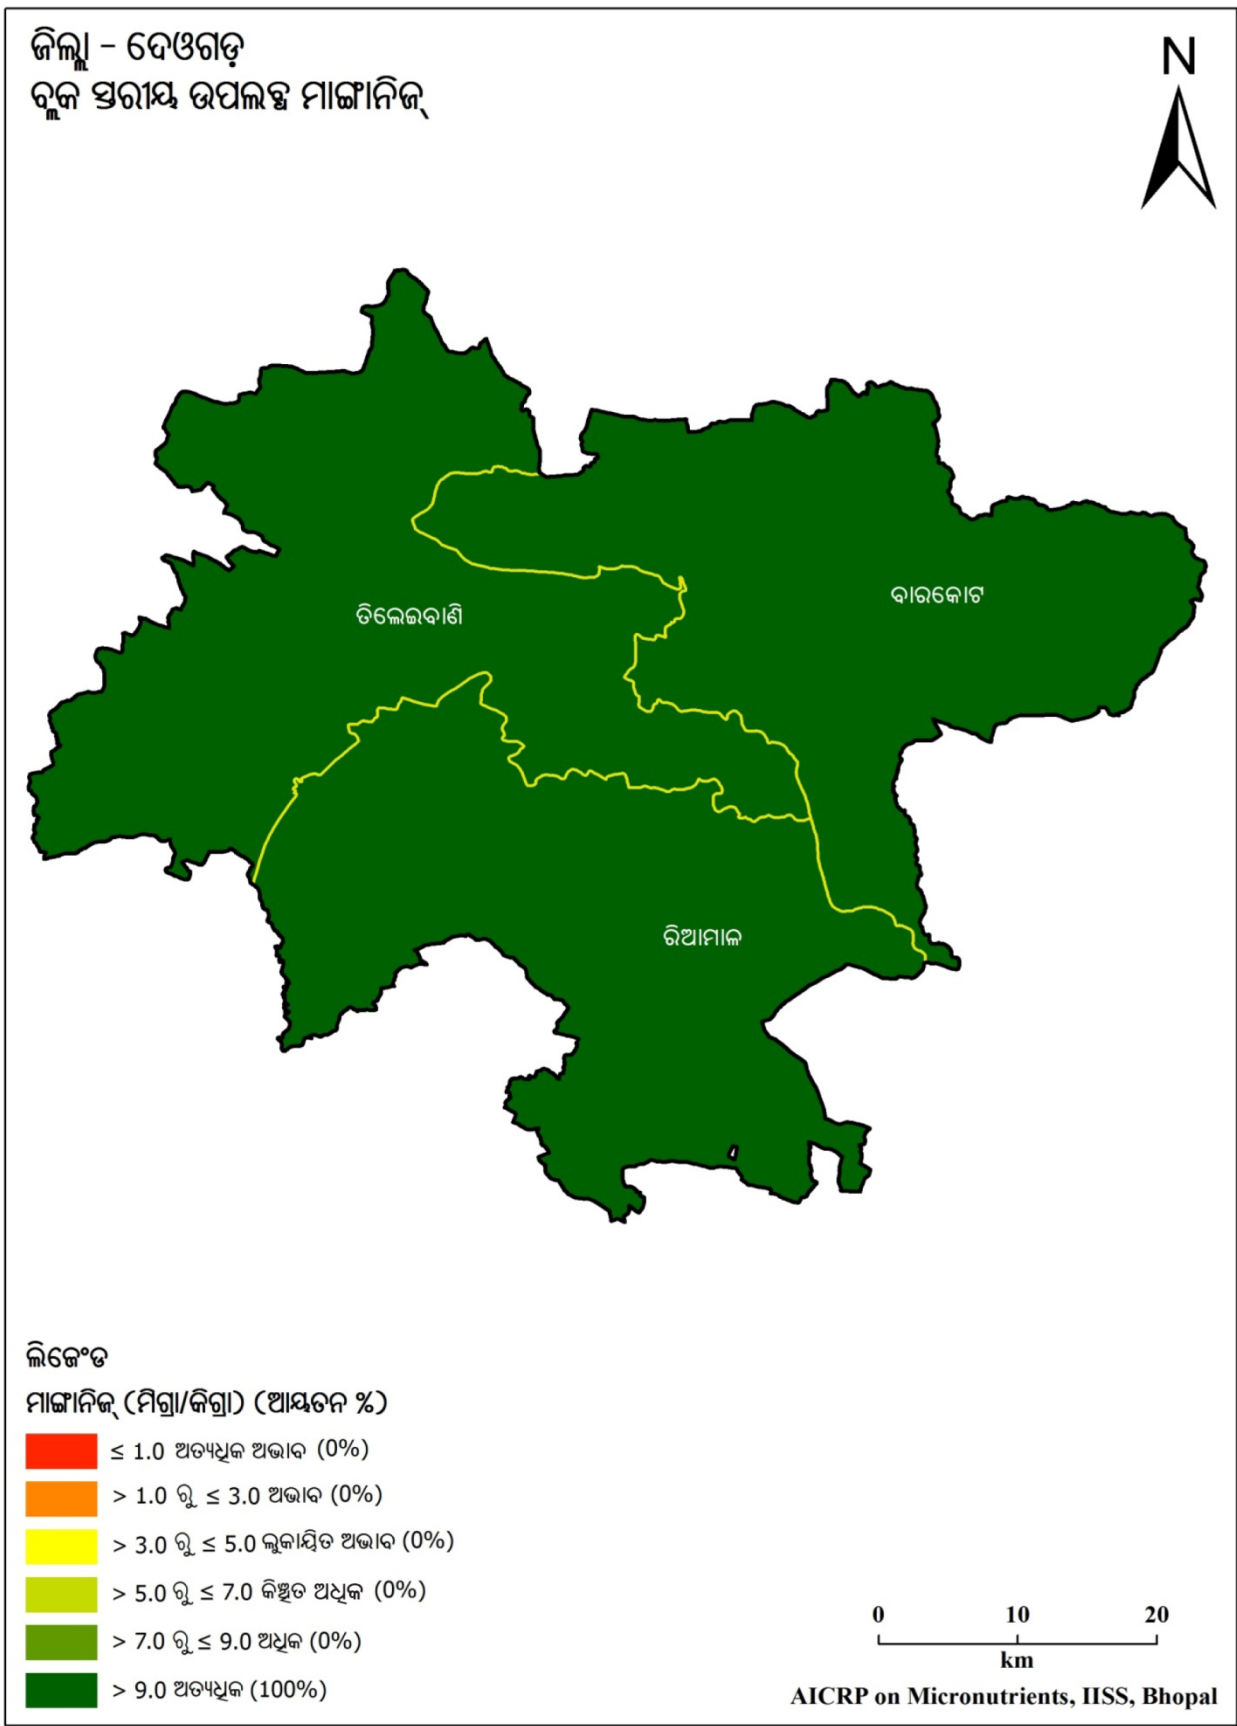 ଜିଲ୍ଲା - ଦେଓଗଡ଼
ବ୍ଲକ ସ୍ତରୀୟ ଉପଲବ୍ଧ ମାଙ୍ଗାନିଜ୍
N
ବାରକୋଟ
ତିଲେଇବାଣି
ରିଆମାଳ
ଲିଜେଂଡ
ମାଙ୍ଗାନିଜ୍ (ମିଗ୍ରା/କିଗ୍ରା) (ଆୟତନ %)
≤ 1.0 ଅତ୍ୟଧିକ ଅଭାବ (0%)
> 1.0 ରୁ ≤ 3.0 ଅଭାବ (0%)
> 3.0 ରୁ ≤ 5.0 ଲୁକାୟିତ ଅଭାବ (0%)
> 5.0 ରୁ ≤ 7.0 କିଞ୍ଚିତ ଅଧିକ (0%)
> 7.0 ରୁ ≤ 9.0 ଅଧିକ (0%)
> 9.0 ଅତ୍ୟଧିକ (100%)
0 10 20
km
AICRP on Micronutrients, IISS, Bhopal